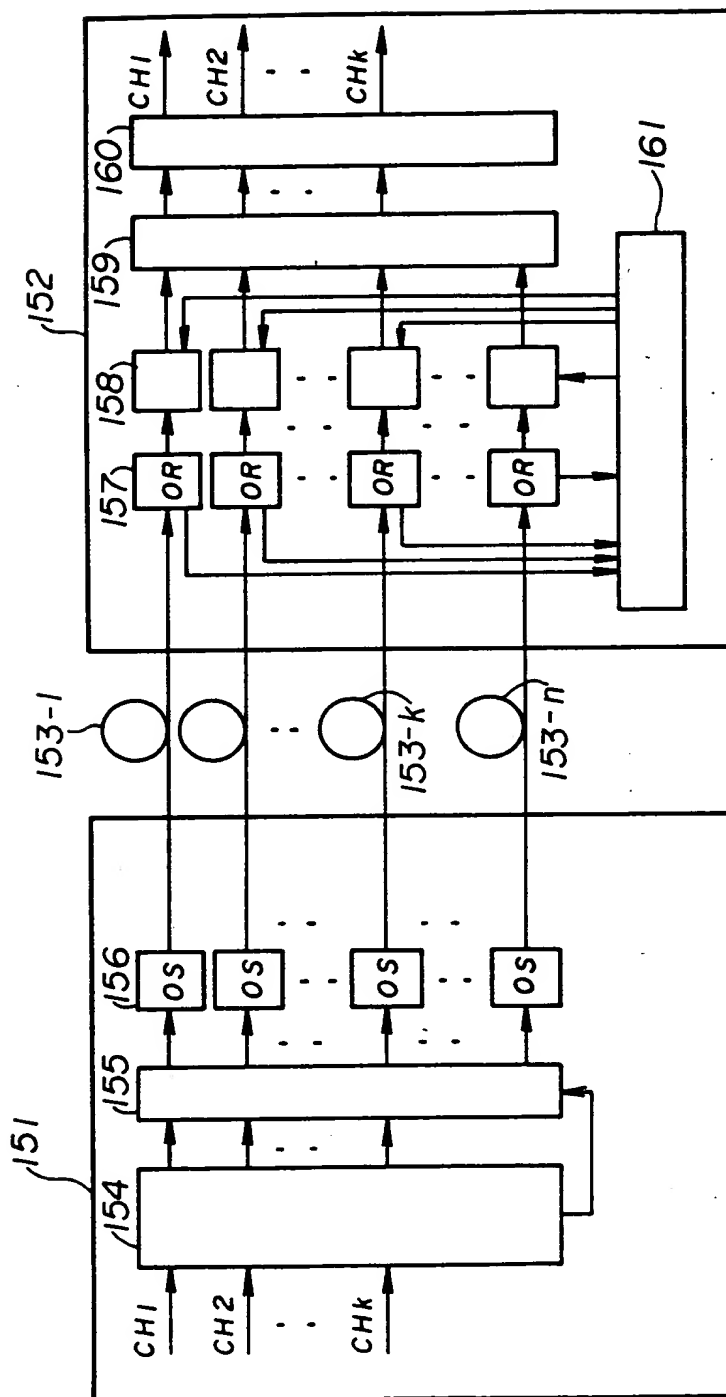 151
154
155
156
CH1
CH2
CHk
OS
OS
OS
OS
153-1
153-k
153-n
152
157
158
159
160
OR
OR
OR
OR
CH1
CH2
CHk
161